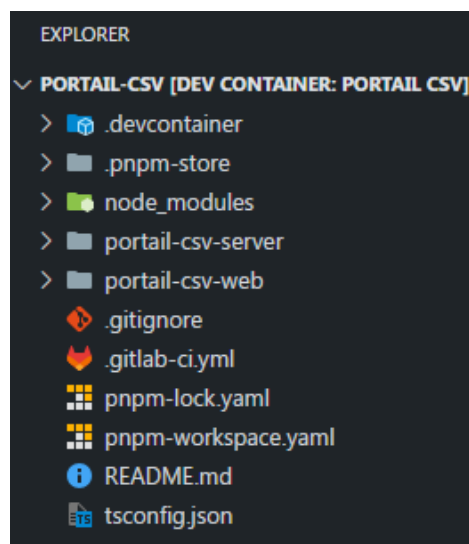 EXPLORER
PORTAIL-CSV [DEV CONTAINER: PORTAIL CSV]
.devcontainer
.pnpm-store
node_modules
portail-csv-server
portail-csv-web
.gitignore
.gitlab-ci.yml
pnpm-lock.yaml
pnpm-workspace.yaml
README.md
TS tsconfig.json